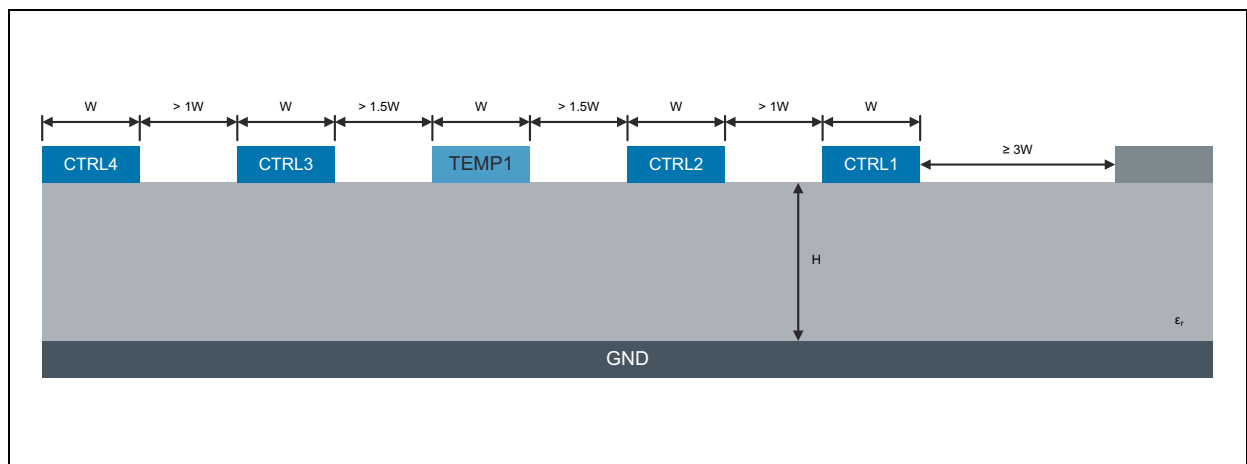 W > 1W W > 1.5W W > 1.5W W > 1W W
≥ 3W
CTRL4 CTRL3 TEMP1 CTRL2 CTRL1
H
εr
GND